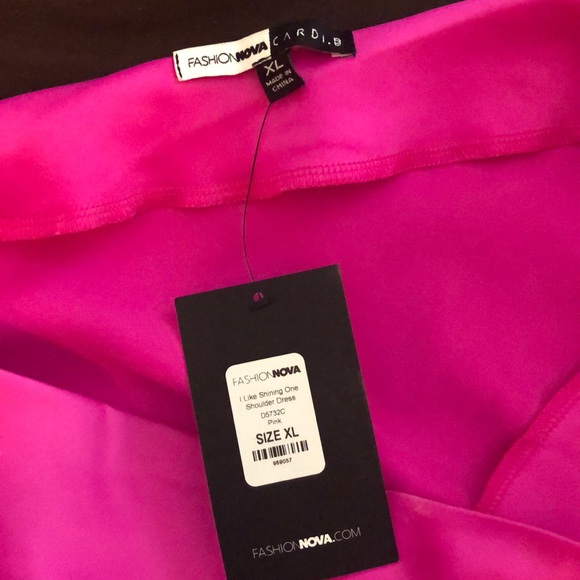 FASHIONNOVA CARDI.B
XL
MADE IN
CHINA
FASHIONNOVA
I Like Shining One
Shoulder Dress
D5732C
Pink
SIZE XL
969057
FASHIONNOVA.COM